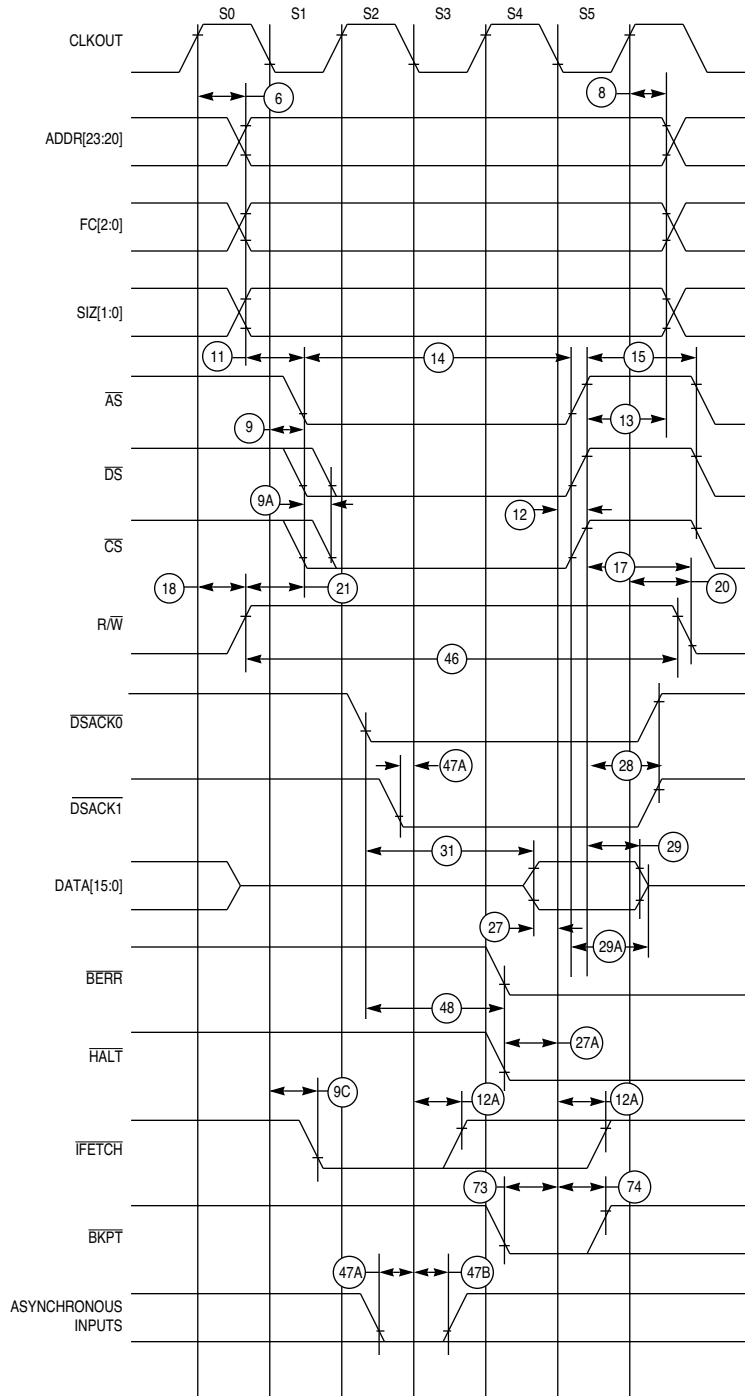 S0 S1 S2 S3 S4 S5
CLKOUT
6 8
ADDR[23:20]
FC[2:0]
SIZ[1:0]
11 14 15
AS
9 13
DS
9A 12
CS
17
18 21 20
R/W
46
DSACK0
47A 28
DSACK1
31 29
DATA[15:0]
27 29A
BERR
48
27A
HALT
9C 12A 12A
IFETCH
73 74
BKPT
47A 47B
ASYNCHRONOUS
INPUTS